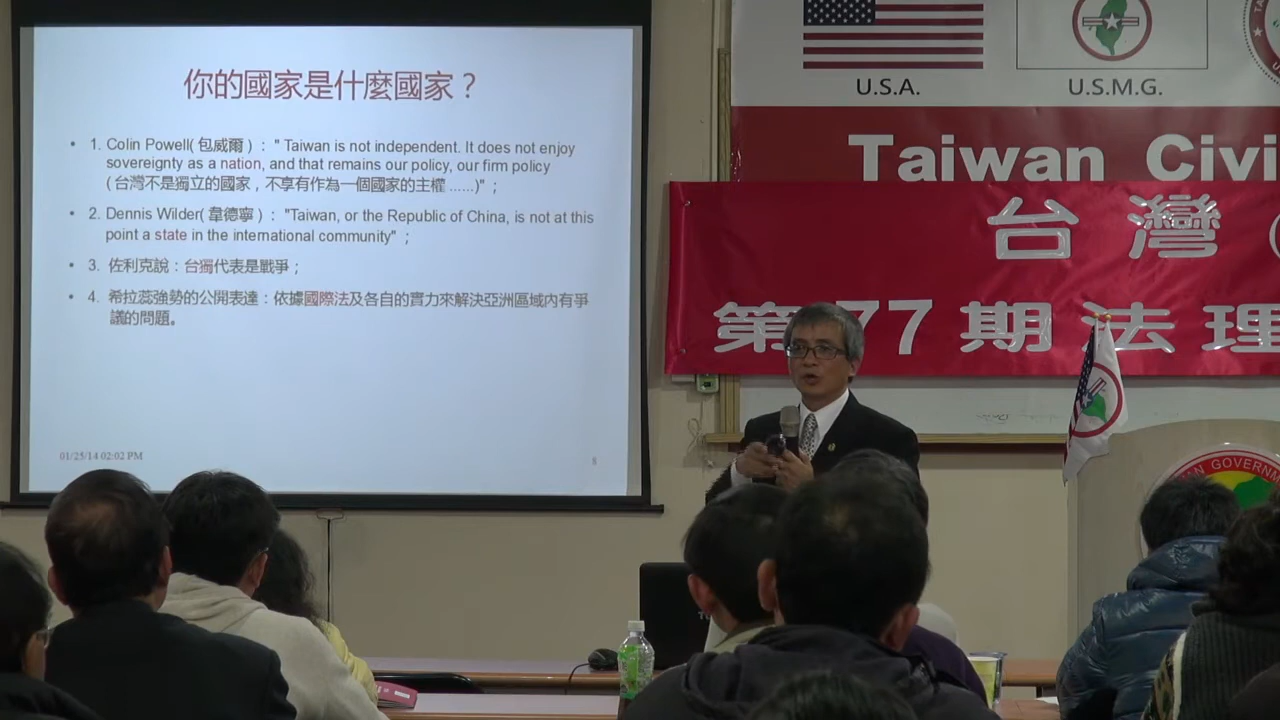 你的國家是什麼國家？
• 1. Colin Powell( 包威爾 ) : " Taiwan is not independent. It does not enjoy
sovereignty as a nation, and that remains our policy, our firm policy
( 台灣不是獨立的國家，不享有作為一個國家的主權 ......)" ;
• 2. Dennis Wilder( 韋德寧 ) : "Taiwan, or the Republic of China, is not at this
point a state in the international community" ;
• 3. 佐利克說：台獨代表是戰爭；
• 4. 希拉蕊強勢的公開表達：依據國際法及各自的實力來解決亞洲區域內有爭
議的問題。
01/25/14 02:02 PM
8
U.S.A.
U.S.M.G.
Taiwan Civi
台灣
第77期法理
GOVERNM